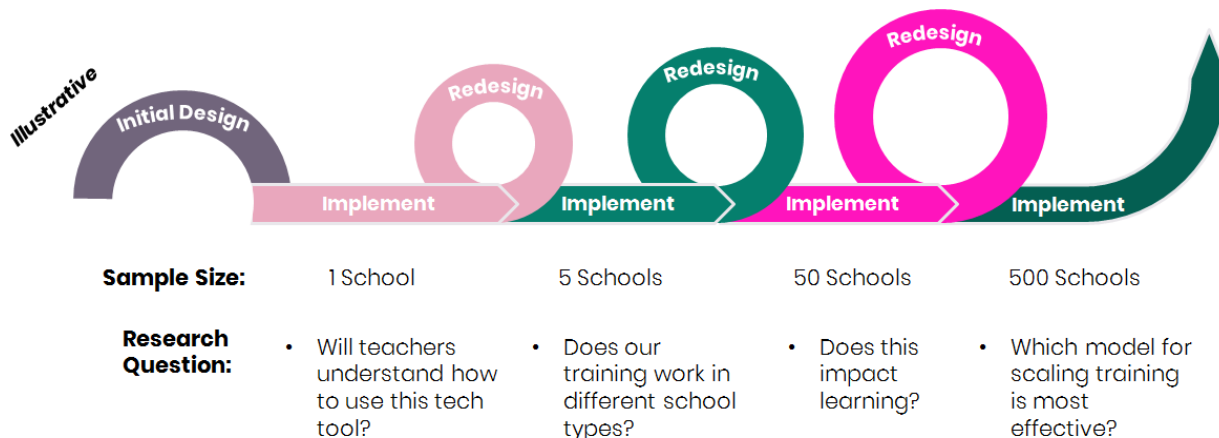 Illustrative
Initial Design
Redesign
Redesign
Redesign
Implement
Implement
Implement
Implement
Sample Size:
1 School
5 Schools
50 Schools
500 Schools
Research
Question:
• Will teachers
understand how
to use this tech
tool?
• Does our
training work in
different school
types?
• Does this
impact
learning?
• Which model for
scaling training
is most
effective?